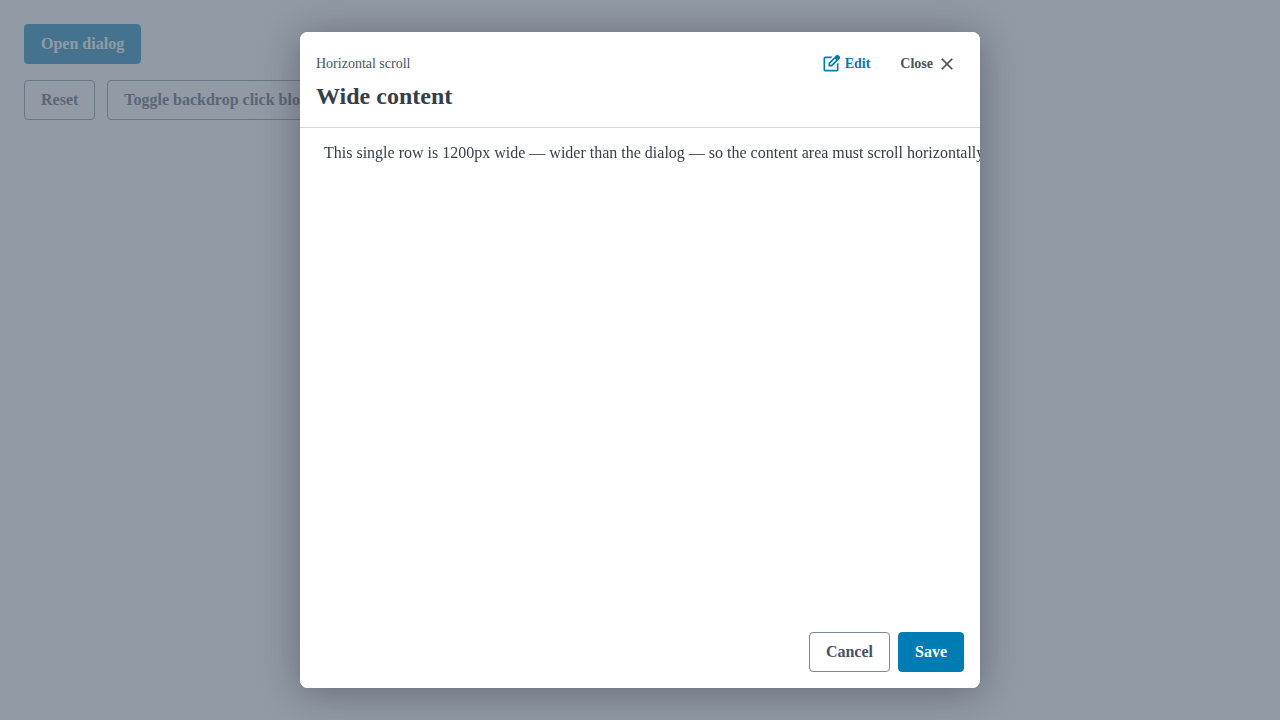 Open dialog
Reset
Toggle backdrop click blo
Horizontal scroll
Edit
Close
Wide content
This single row is 1200px wide — wider than the dialog — so the content area must scroll horizontally
Cancel
Save